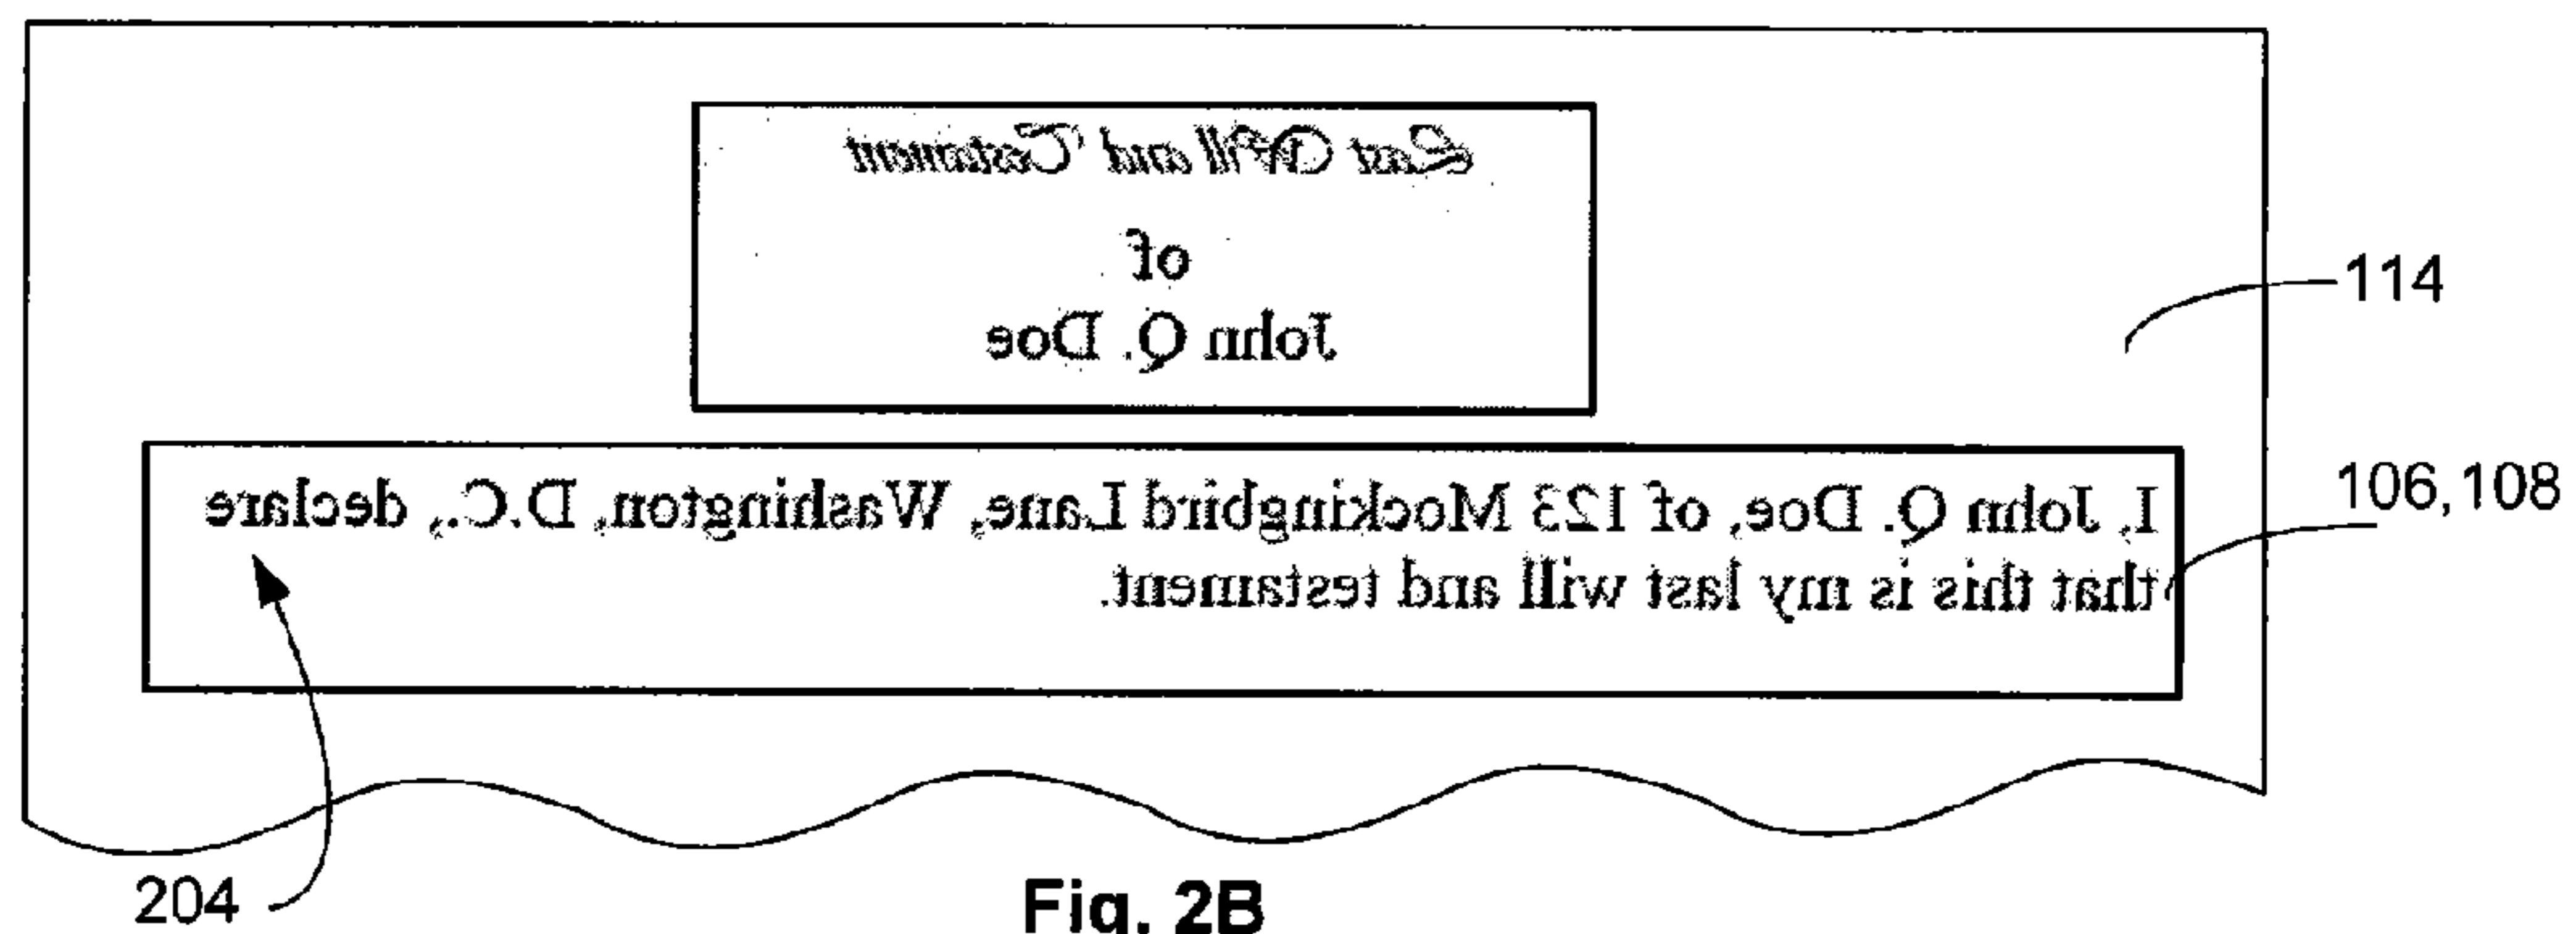 Last Will and Testament
of
John Q. Doe
114
I, John Q. Doe, of 123 Mockingbird Lane, Washington, D.C., declare
that this is my last will and testament.
106,108
204
Fig. 2B